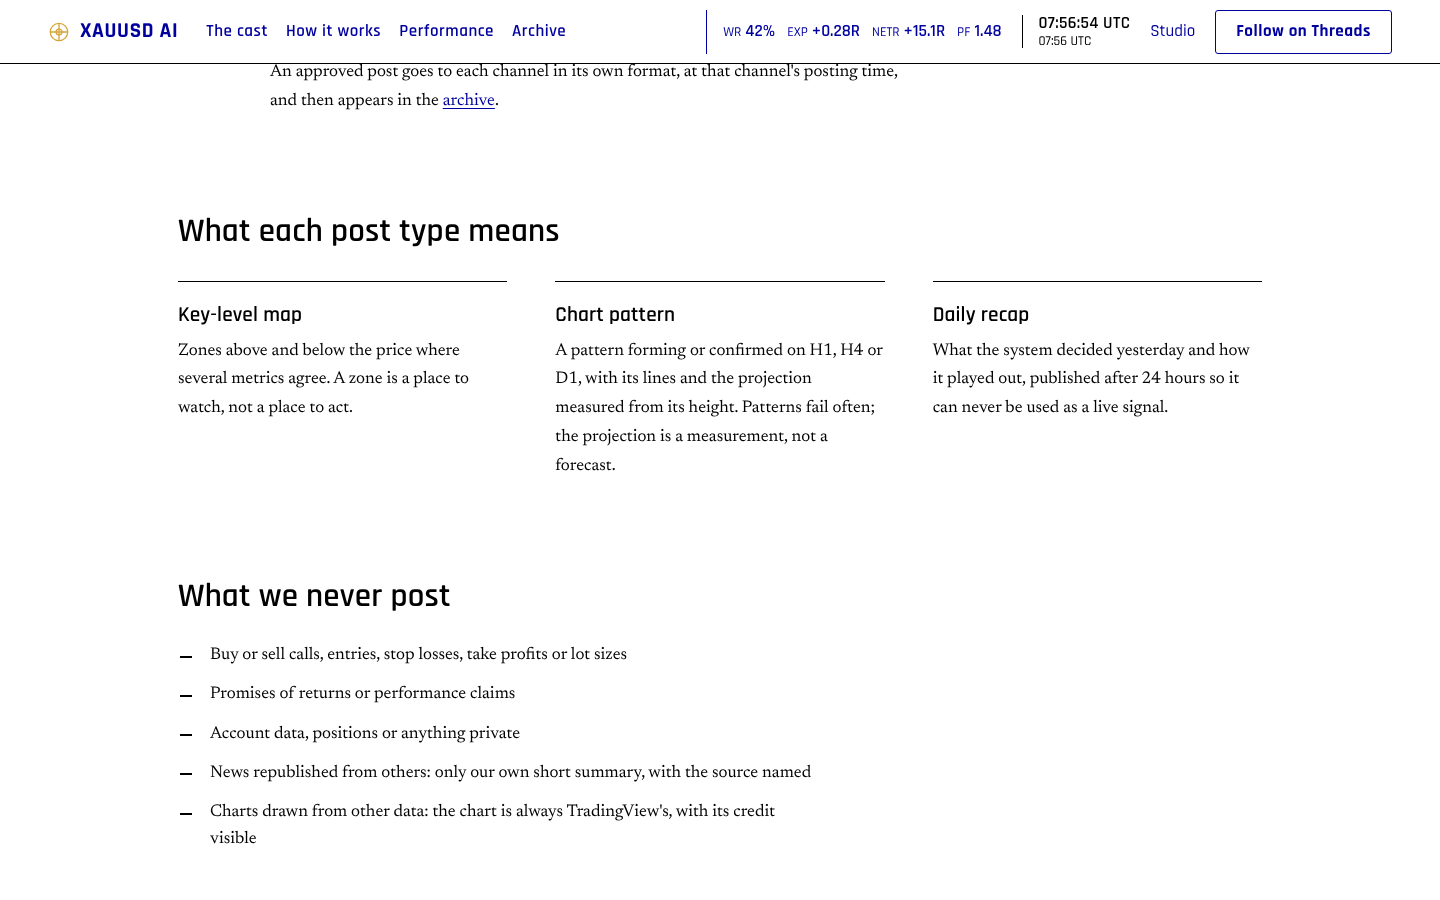 XAUUSD AI The cast How it works Performance Archive WR 42% EXP +0.28R NETR +15.1R PF 1.48 07:56:54 UTC Studio Follow on Threads
07:56 UTC
An approved post goes to each channel in its own format, at that channel's posting time,
and then appears in the archive.
What each post type means
Key-level map
Zones above and below the price where
several metrics agree. A zone is a place to
watch, not a place to act.
Chart pattern
A pattern forming or confirmed on H1, H4 or
D1, with its lines and the projection
measured from its height. Patterns fail often;
the projection is a measurement, not a
forecast.
Daily recap
What the system decided yesterday and how
it played out, published after 24 hours so it
can never be used as a live signal.
What we never post
Buy or sell calls, entries, stop losses, take profits or lot sizes
Promises of returns or performance claims
Account data, positions or anything private
News republished from others: only our own short summary, with the source named
Charts drawn from other data: the chart is always TradingView's, with its credit
visible